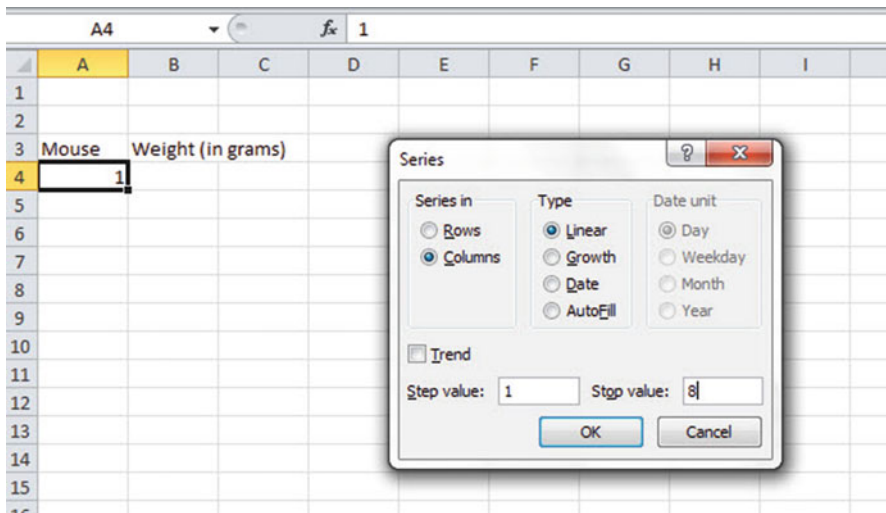 A4 fx 1
A B C D E F G H I
1
2
3 Mouse Weight (in grams)
4 1
5
6
7
8
9
10
11
12
13
14
15
Series
Series in
Rows
Columns
Type
Linear
Growth
Date
AutoFill
Date unit
Day
Weekday
Month
Year
Trend
Step value: 1 Stop value: 8
OK Cancel